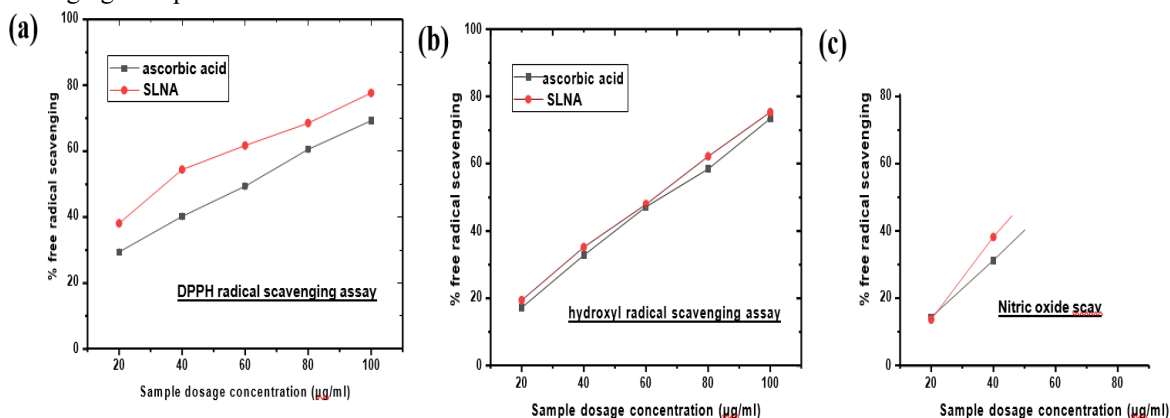 (a)
100
80
60
40
20
0
% free radical scavenging
ascorbic acid
SLNA
DPPH radical scavenging assay
20 40 60 80 100
Sample dosage concentration (µg/ml)
(b)
100
80
60
40
20
0
% free radical scavenging
ascorbic acid
SLNA
hydroxyl radical scavenging assay
20 40 60 80 100
Sample dosage concentration (µg/ml)
(c)
80
60
40
20
0
% free radical scavenging
Nitric oxide scav
20 40 60 80
Sample dosage concentration (µg/ml)